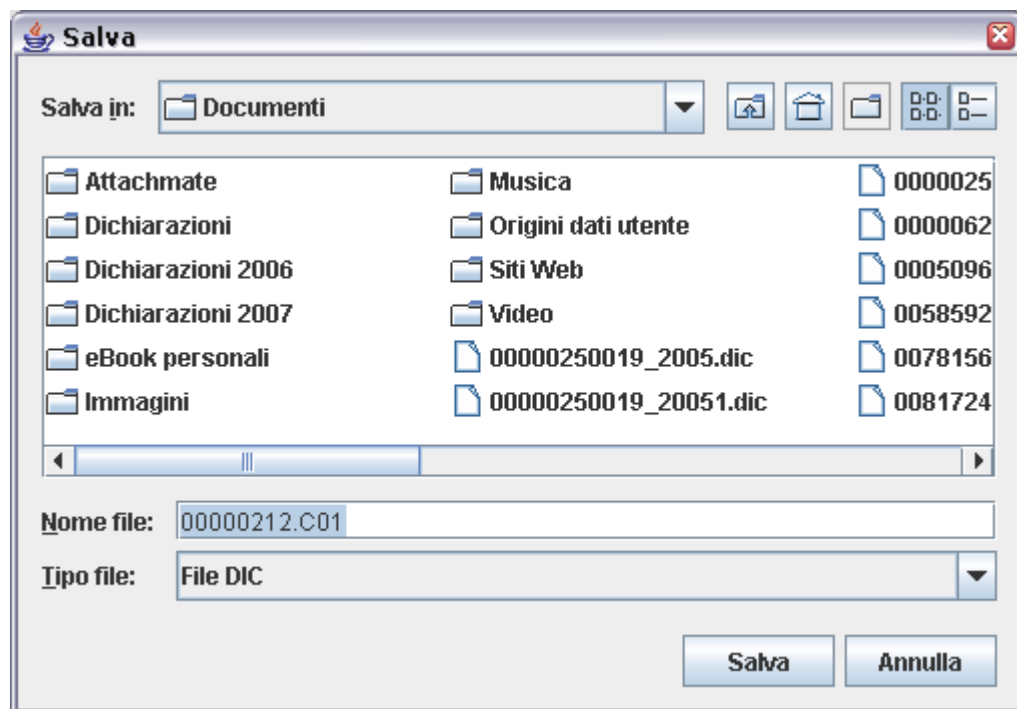 Salva
Salva in: Documenti
Attachmate Musica 0000025
Dichiarazioni Origini dati utente 0000062
Dichiarazioni 2006 Siti Web 0005096
Dichiarazioni 2007 Video 0058592
eBook personali 00000250019_2005.dic 0078156
Immagini 00000250019_20051.dic 0081724
Nome file: 00000212.C01
Tipo file: File DIC
Salva Annulla